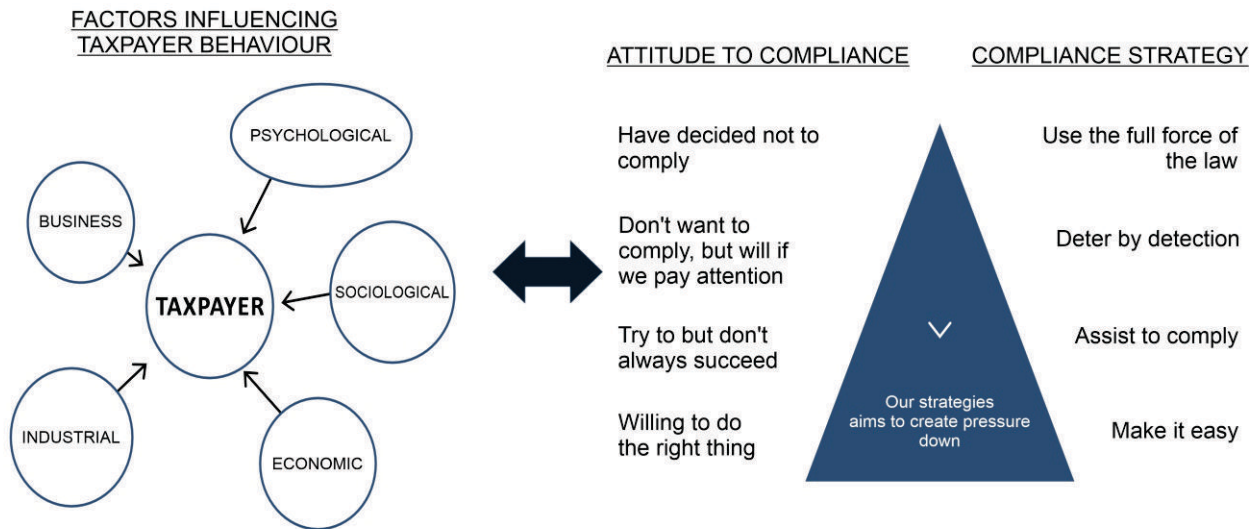 FACTORS INFLUENCING
TAXPAYER BEHAVIOUR
PSYCHOLOGICAL
BUSINESS
TAXPAYER
SOCIOLOGICAL
INDUSTRIAL
ECONOMIC
ATTITUDE TO COMPLIANCE
Have decided not to
comply
Don't want to
comply, but will if
we pay attention
Try to but don't
always succeed
Willing to do
the right thing
Our strategies
aims to create pressure
down
COMPLIANCE STRATEGY
Use the full force of
the law
Deter by detection
Assist to comply
Make it easy